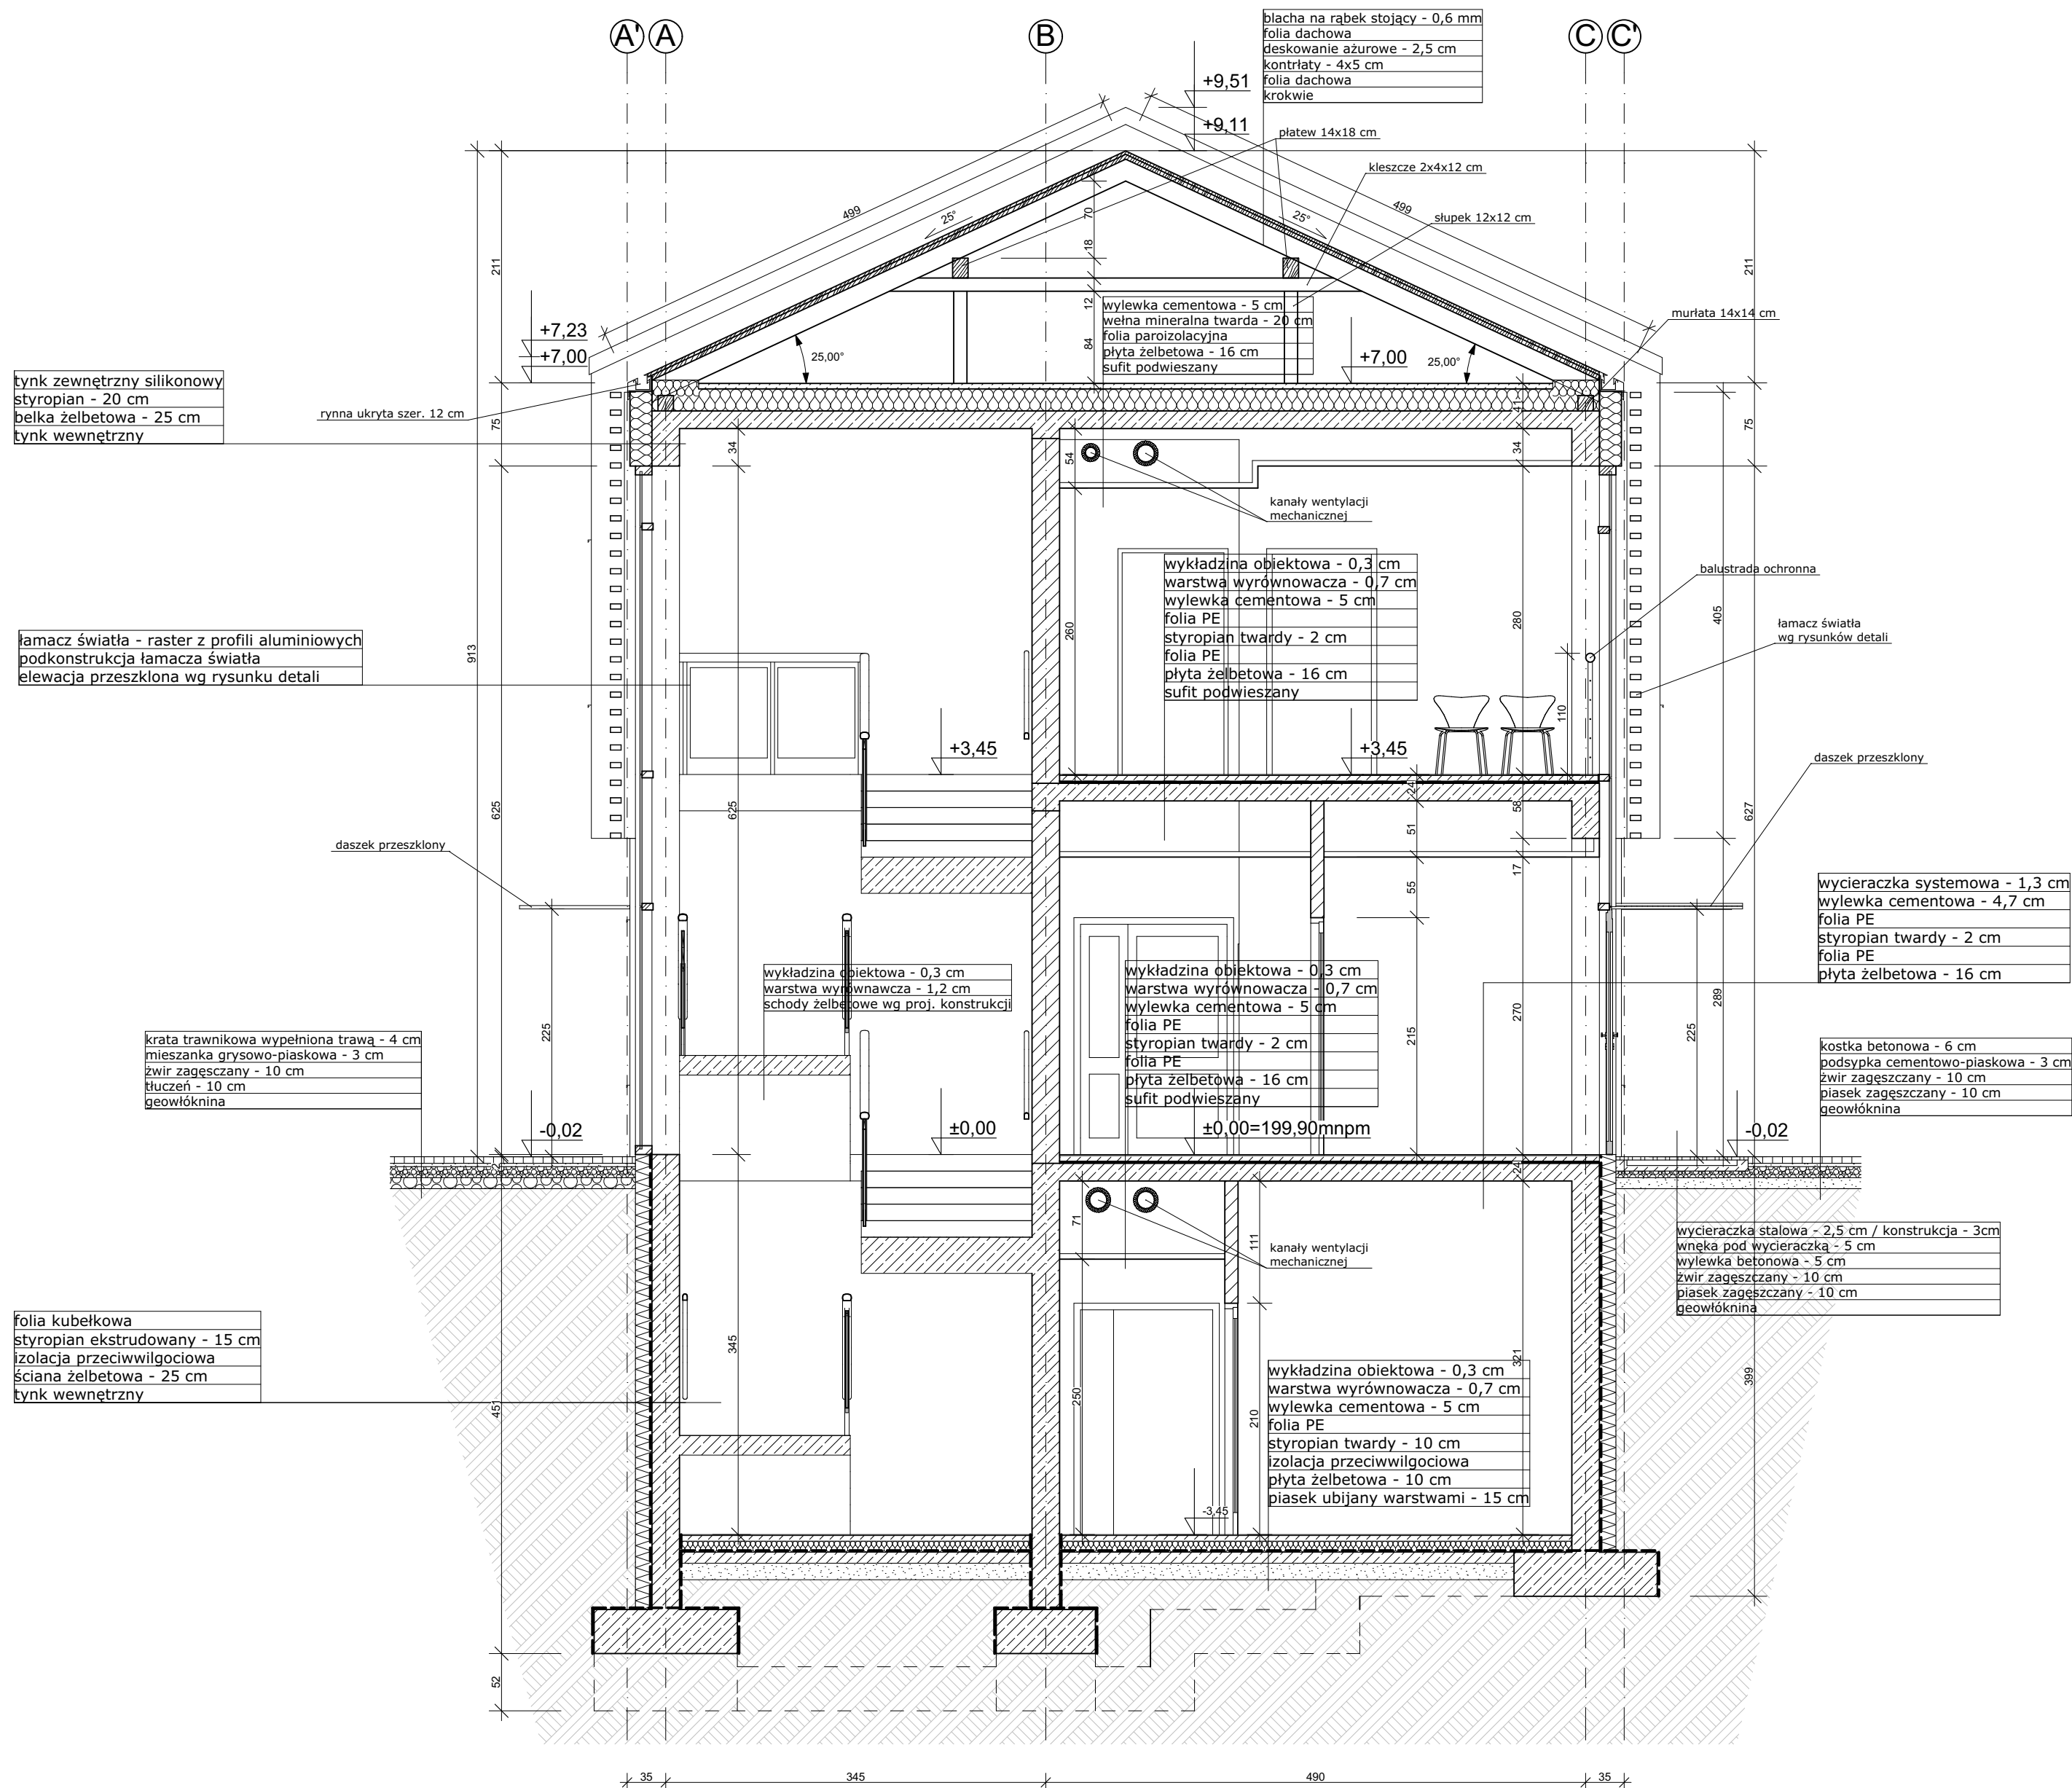 A'
A
B
C
C'
blacha na rąbek stojący - 0,6 mm
folia dachowa
deskowanie ażurowe - 2,5 cm
kontrłaty - 4x5 cm
folia dachowa
krokwie
+9,51
+9,11
płatew 14x18 cm
kleszcze 2x4x12 cm
słupek 12x12 cm
499
25°
25°
499
70
18
12
84
211
211
wylewka cementowa - 5 cm
wełna mineralna twarda - 20 cm
folia paroizolacyjna
płyta żelbetowa - 16 cm
sufit podwieszany
murłata 14x14 cm
+7,23
+7,00
25,00°
+7,00
25,00°
tynk zewnętrzny silikonowy
styropian - 20 cm
belka żelbetowa - 25 cm
tynk wewnętrzny
rynna ukryta szer. 12 cm
75
34
54
41
34
75
kanały wentylacji
mechanicznej
wykładzina obiektowa - 0,3 cm
warstwa wyrównowacza - 0,7 cm
wylewka cementowa - 5 cm
folia PE
styropian twardy - 2 cm
folia PE
płyta żelbetowa - 16 cm
sufit podwieszany
balustrada ochronna
łamacz światła
wg rysunków detali
łamacz światła - raster z profili aluminiowych
podkonstrukcja łamacza światła
elewacja przeszklona wg rysunku detali
913
260
280
405
110
+3,45
+3,45
daszek przeszklony
625
625
24
58
627
51
daszek przeszklony
17
55
wycieraczka systemowa - 1,3 cm
wylewka cementowa - 4,7 cm
folia PE
styropian twardy - 2 cm
folia PE
płyta żelbetowa - 16 cm
wykładzina obiektowa - 0,3 cm
warstwa wyrównawcza - 1,2 cm
schody żelbetowe wg proj. konstrukcji
wykładzina obiektowa - 0,3 cm
warstwa wyrównowacza - 0,7 cm
wylewka cementowa - 5 cm
folia PE
styropian twardy - 2 cm
folia PE
płyta żelbetowa - 16 cm
sufit podwieszany
225
215
270
289
225
krata trawnikowa wypełniona trawą - 4 cm
mieszanka grysowo-piaskowa - 3 cm
żwir zagęsczany - 10 cm
tłuczeń - 10 cm
geowłóknina
kostka betonowa - 6 cm
podsypka cementowo-piaskowa - 3 cm
żwir zagęszczany - 10 cm
piasek zagęszczany - 10 cm
geowłóknina
-0,02
±0,00
±0,00=199,90mnpm
-0,02
2
24
71
111
kanały wentylacji
mechanicznej
wycieraczka stalowa - 2,5 cm / konstrukcja - 3cm
wnęka pod wycieraczką - 5 cm
wylewka betonowa - 5 cm
żwir zagęszczany - 10 cm
piasek zagęszczany - 10 cm
geowłóknina
folia kubełkowa
styropian ekstrudowany - 15 cm
izolacja przeciwwilgociowa
ściana żelbetowa - 25 cm
tynk wewnętrzny
345
321
399
451
250
210
wykładzina obiektowa - 0,3 cm
warstwa wyrównowacza - 0,7 cm
wylewka cementowa - 5 cm
folia PE
styropian twardy - 10 cm
izolacja przeciwwilgociowa
płyta żelbetowa - 10 cm
piasek ubijany warstwami - 15 cm
-3,45
52
35
345
490
35